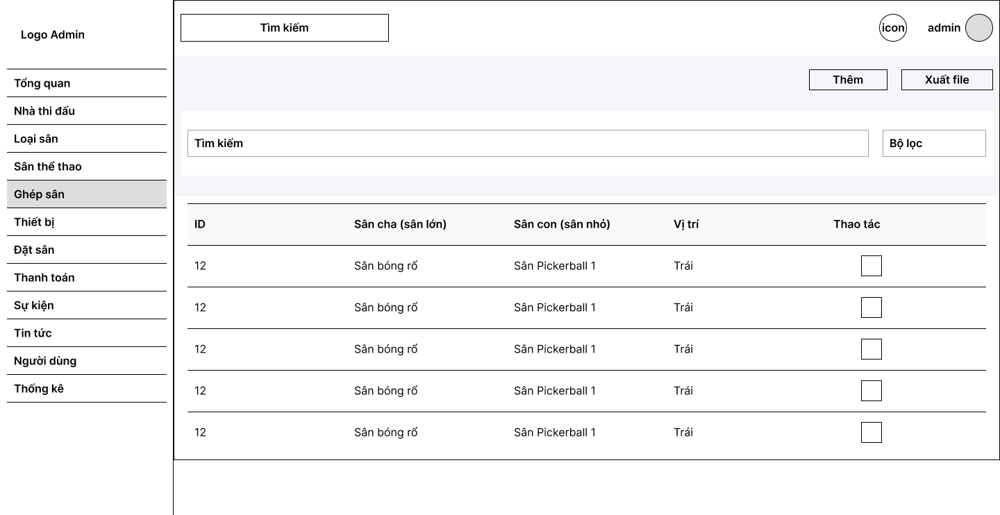 Logo Admin
Tổng quan
Nhà thi đấu
Loại sân
Sân thể thao
Ghép sân
Thiết bị
Đặt sân
Thanh toán
Sự kiện
Tin tức
Người dùng
Thống kê
Tìm kiếm
icon admin
Thêm Xuất file
Tìm kiếm Bộ lọc
ID Sân cha (sân lớn) Sân con (sân nhỏ) Vị trí Thao tác
12 Sân bóng rổ Sân Pickerball 1 Trái
12 Sân bóng rổ Sân Pickerball 1 Trái
12 Sân bóng rổ Sân Pickerball 1 Trái
12 Sân bóng rổ Sân Pickerball 1 Trái
12 Sân bóng rổ Sân Pickerball 1 Trái